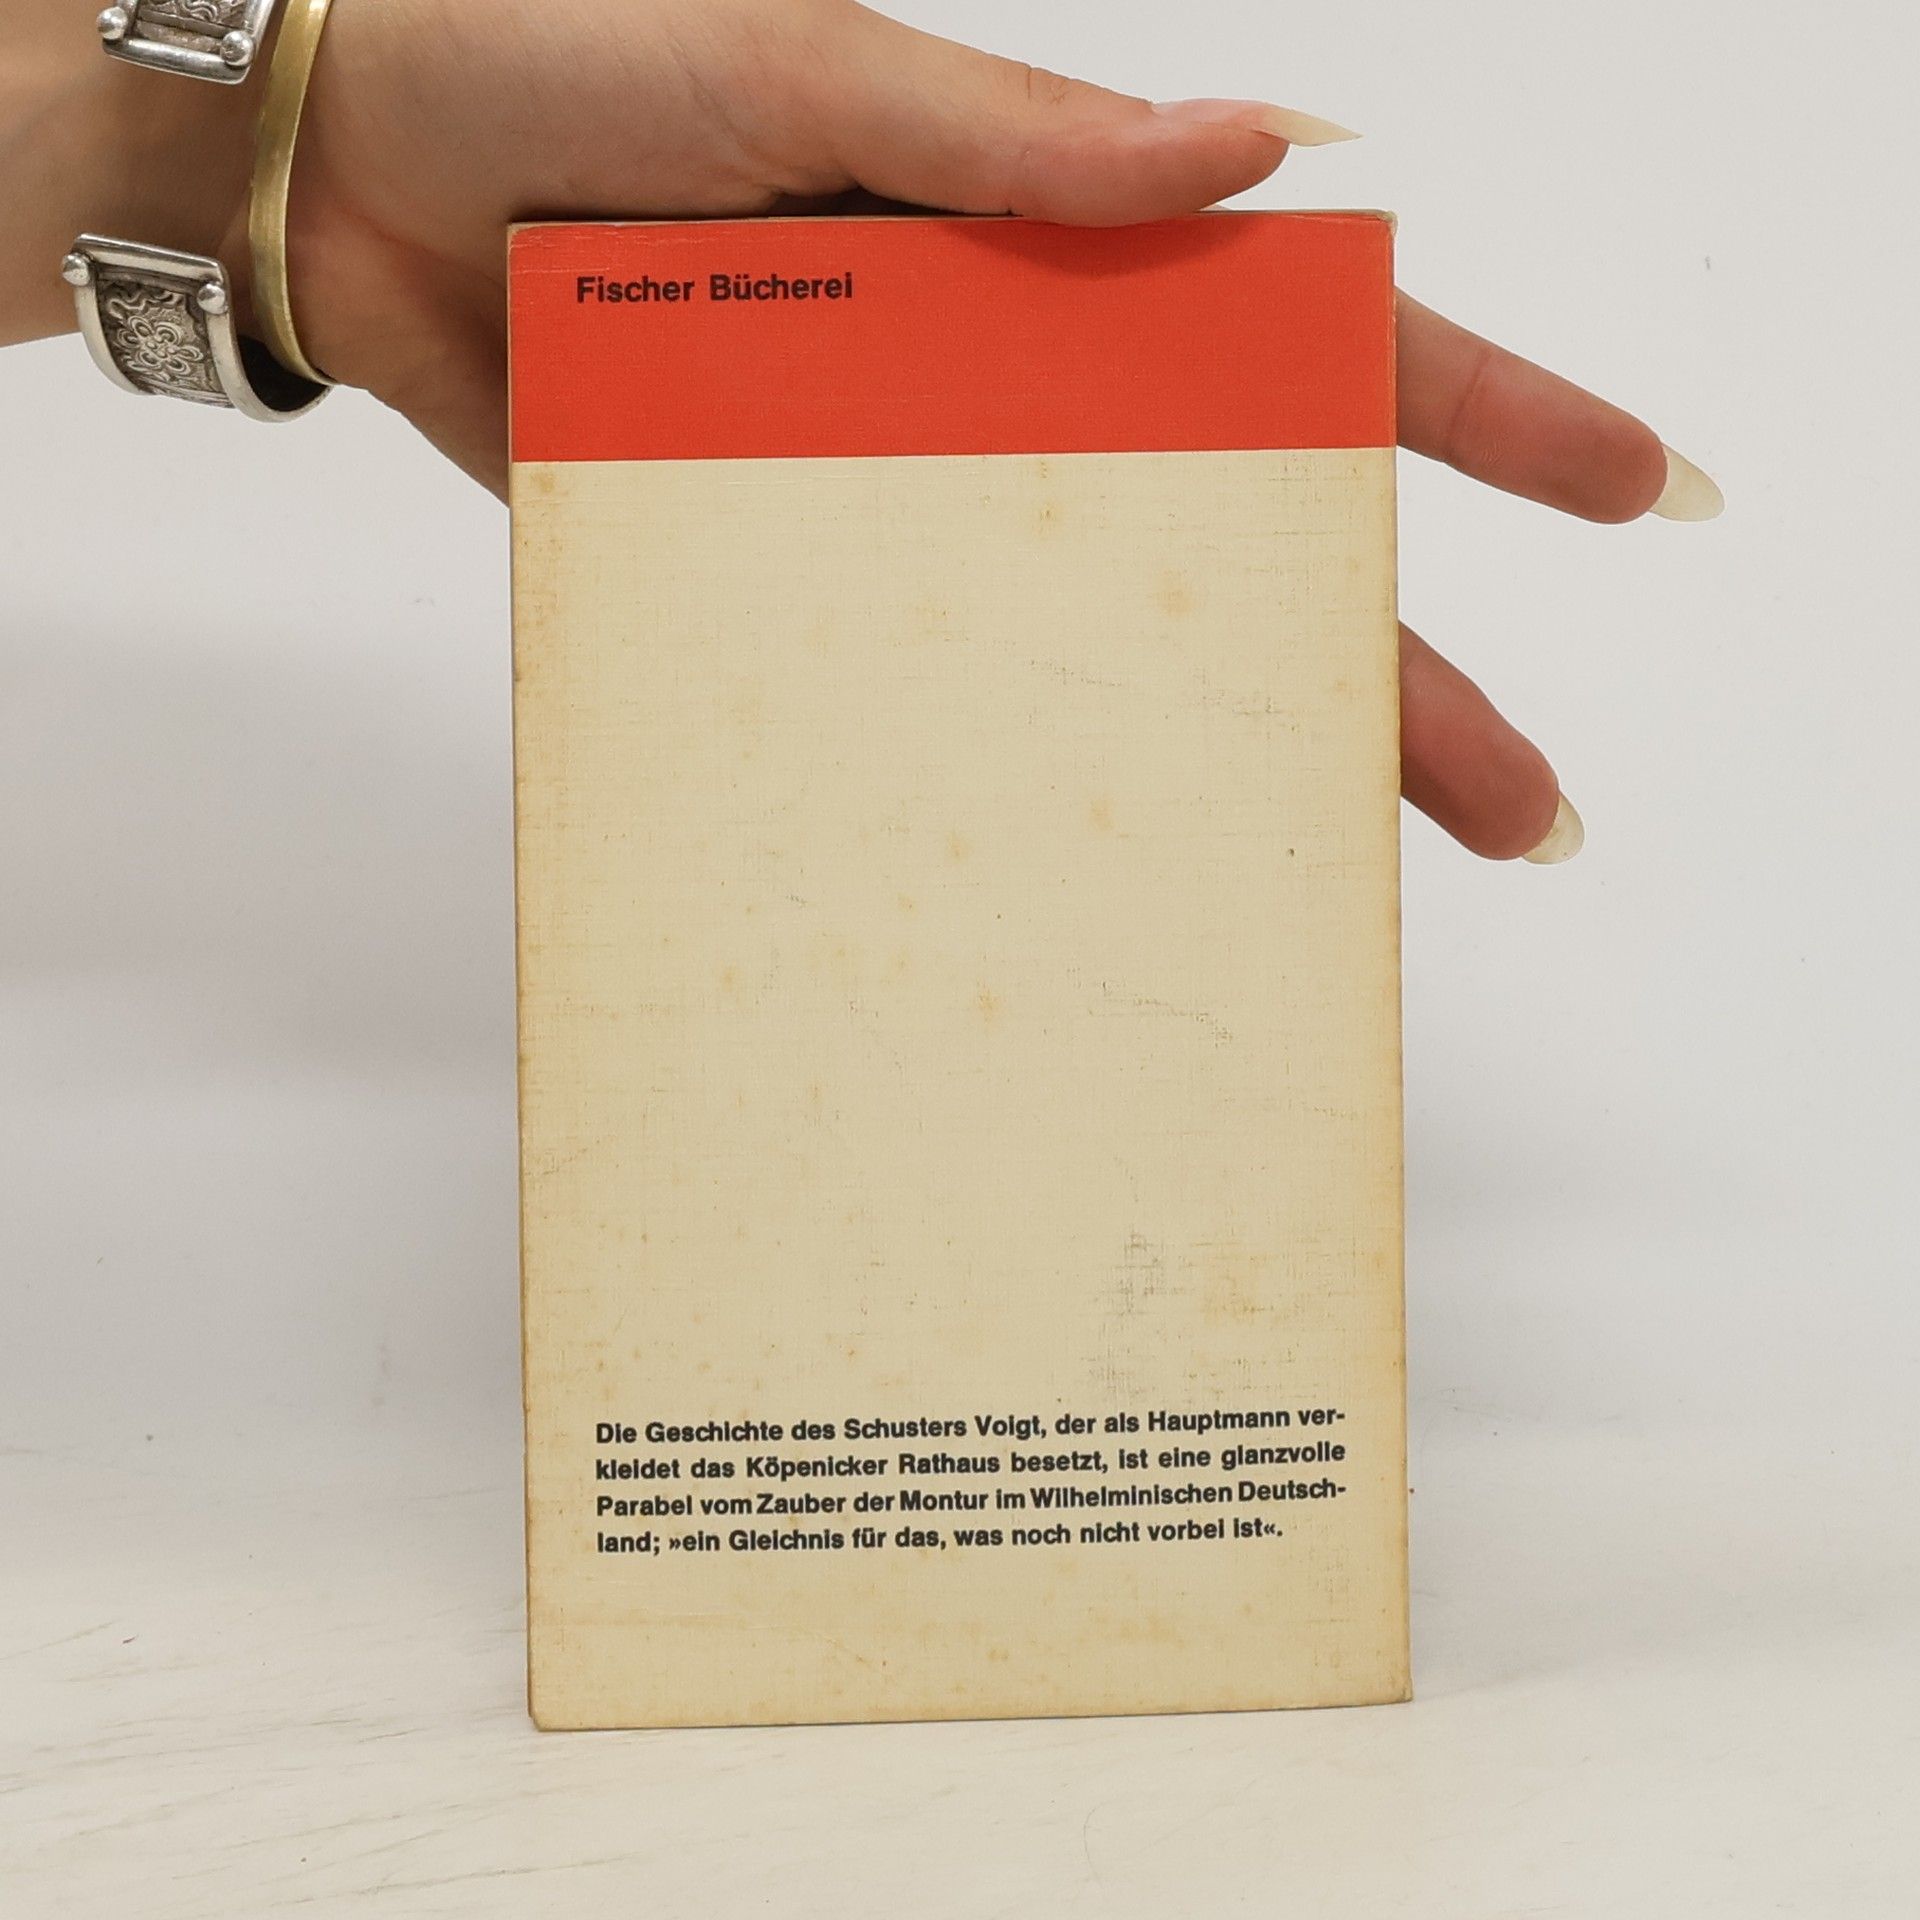 Fischer Bücherei
Die Geschichte des Schusters Voigt, der als Hauptmann ver-
kleidet das Köpenicker Rathaus besetzt, ist eine glanzvolle
Parabel vom Zauber der Montur im Wilhelminischen Deutsch-
land; »ein Gleichnis für das, was noch nicht vorbei ist«.